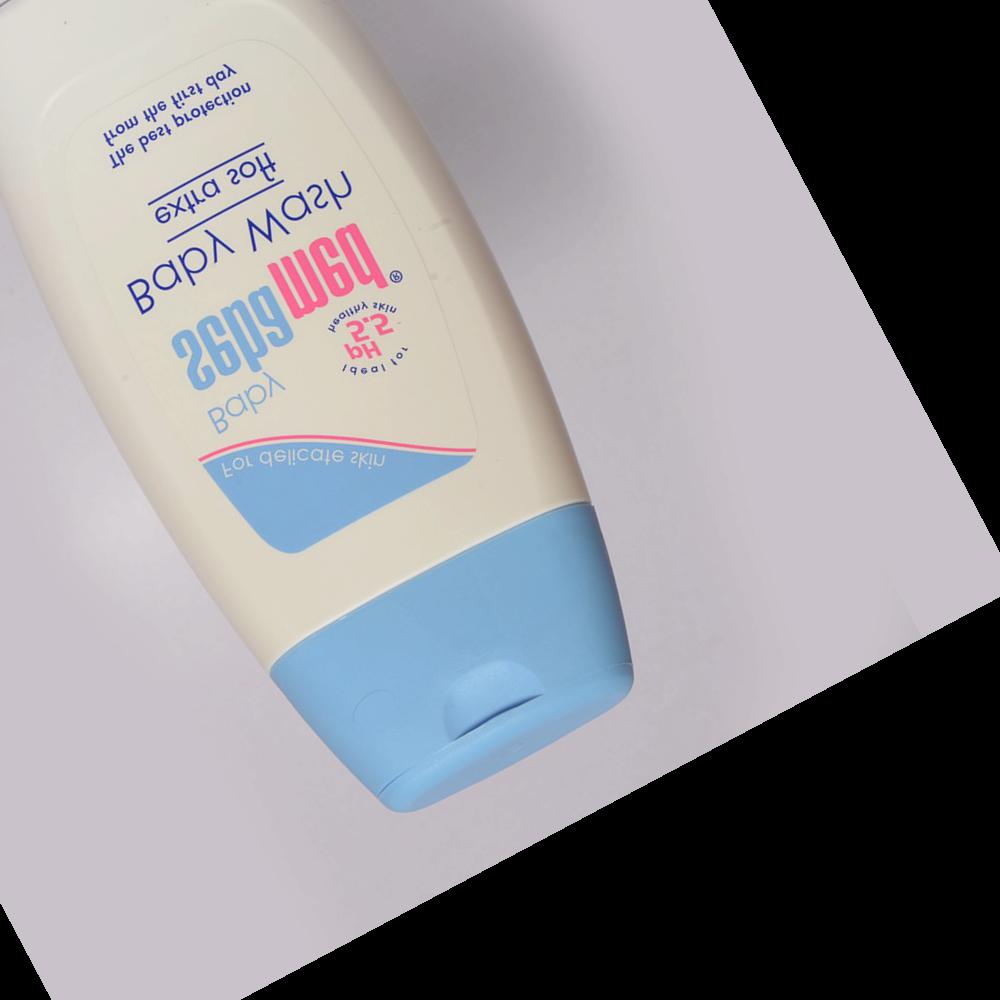 For delicate skin
Baby
sebamed®
ideal for
pH
5.5
healthy skin
Baby Wash
extra soft
The best protection
from the first day